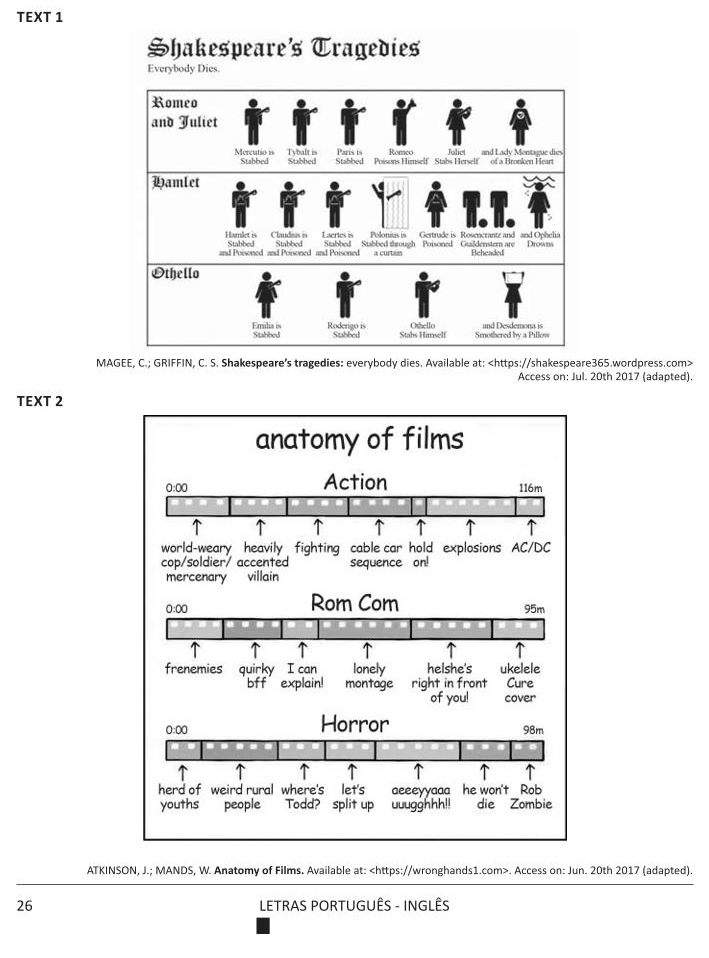 TEXT 1
Shakespeare's Tragedies
Everybody Dies.
Romeo
and Juliet
Mercutio is
Stabbed
Tybalt is
Stabbed
Paris is
Stabbed
Romeo
Poisons Himself
Juliet
Stabs Herself
and Lady Montague dies
of a Bronken Heart
Hamlet
Hamlet is
Stabbed
and Poisoned
Claudius is
Stabbed
and Poisoned
Laertes is
Stabbed
and Poisoned
Polonius is
Stabbed through
a curtain
Gertrude is
Poisoned
Rosencrantz and
Guildenstern are
Beheaded
and Ophelia
Drowns
Othello
Emilia is
Stabbed
Roderigo is
Stabbed
Othello
Stabs Himself
and Desdemona is
Smothered by a Pillow
MAGEE, C.; GRIFFIN, C. S. Shakespeare's tragedies: everybody dies. Available at: <https://shakespeare365.wordpress.com>
Access on: Jul. 20th 2017 (adapted).
TEXT 2
anatomy of films
0:00 Action 116m
world-weary
cop/soldier/
mercenary
heavily
accented
villain
fighting
cable car
sequence
hold
on!
explosions
AC/DC
0:00 Rom Com 95m
frenemies
quirky
bff
I can
explain!
lonely
montage
helshe's
right in front
of you!
ukelele
Cure
cover
0:00 Horror 98m
herd of
youths
weird rural
people
where's
Todd?
let's
split up
aeeeyyaaa
uuugghhh!!
he won't
die
Rob
Zombie
ATKINSON, J.; MANDS, W. Anatomy of Films. Available at: <https://wronghands1.com>. Access on: Jun. 20th 2017 (adapted).
26 LETRAS PORTUGUÊS - INGLÊS